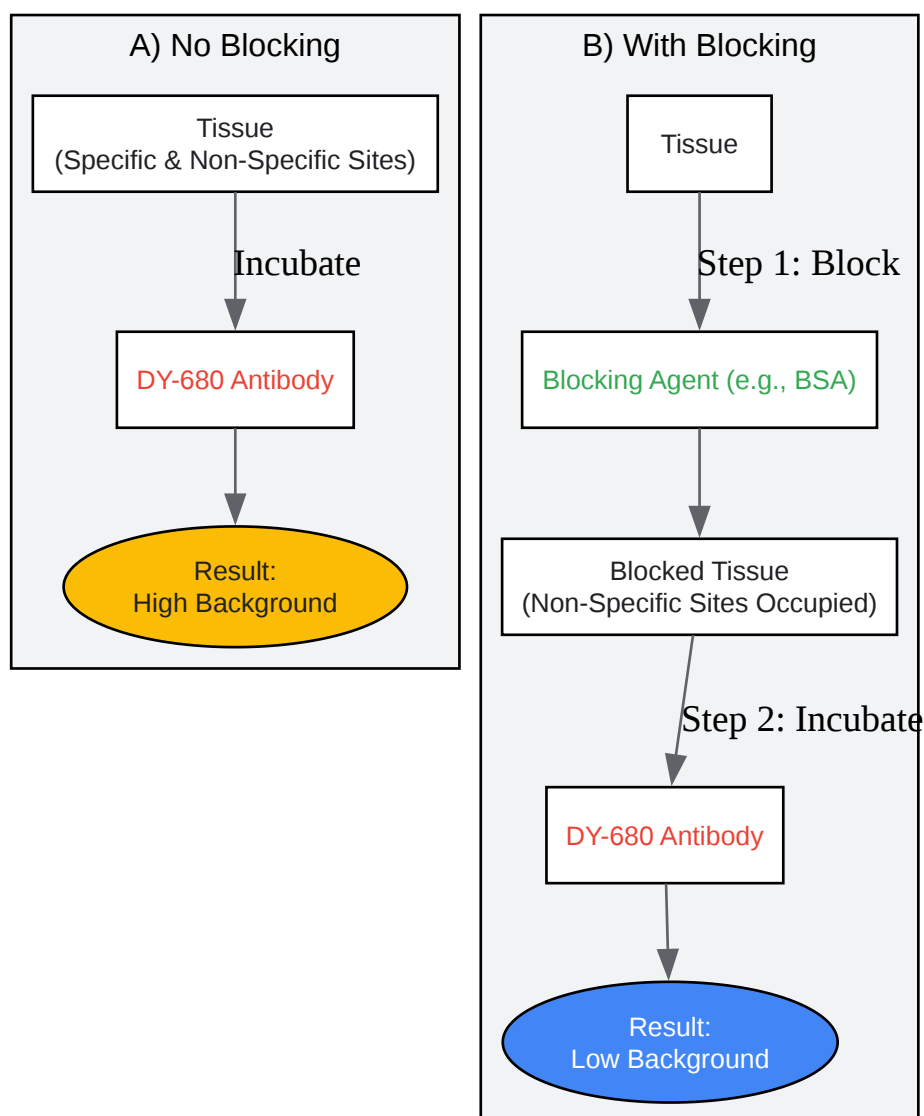 A) No Blocking
Tissue
(Specific & Non-Specific Sites)
Incubate
DY-680 Antibody
Result:
High Background
B) With Blocking
Tissue
Step 1: Block
Blocking Agent (e.g., BSA)
Blocked Tissue
(Non-Specific Sites Occupied)
Step 2: Incubate
DY-680 Antibody
Result:
Low Background